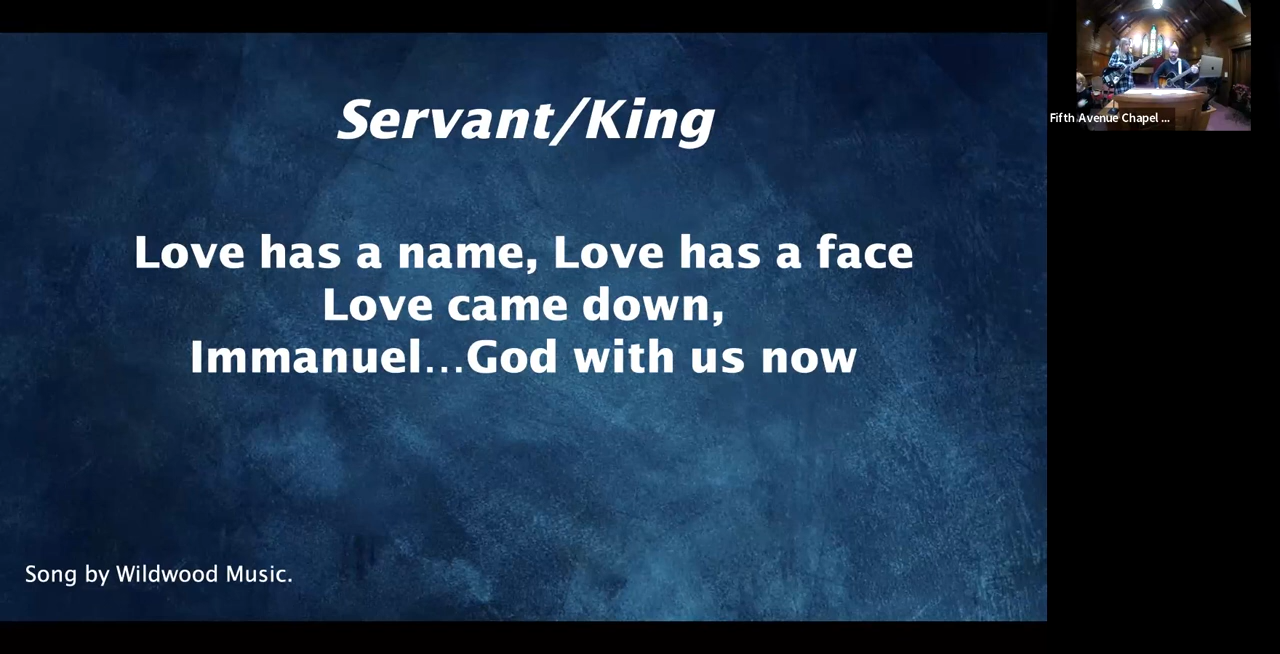 Servant/King
Love has a name, Love has a face
Love came down,
Immanuel...God with us now
Song by Wildwood Music.
Fifth Avenue Chapel ...